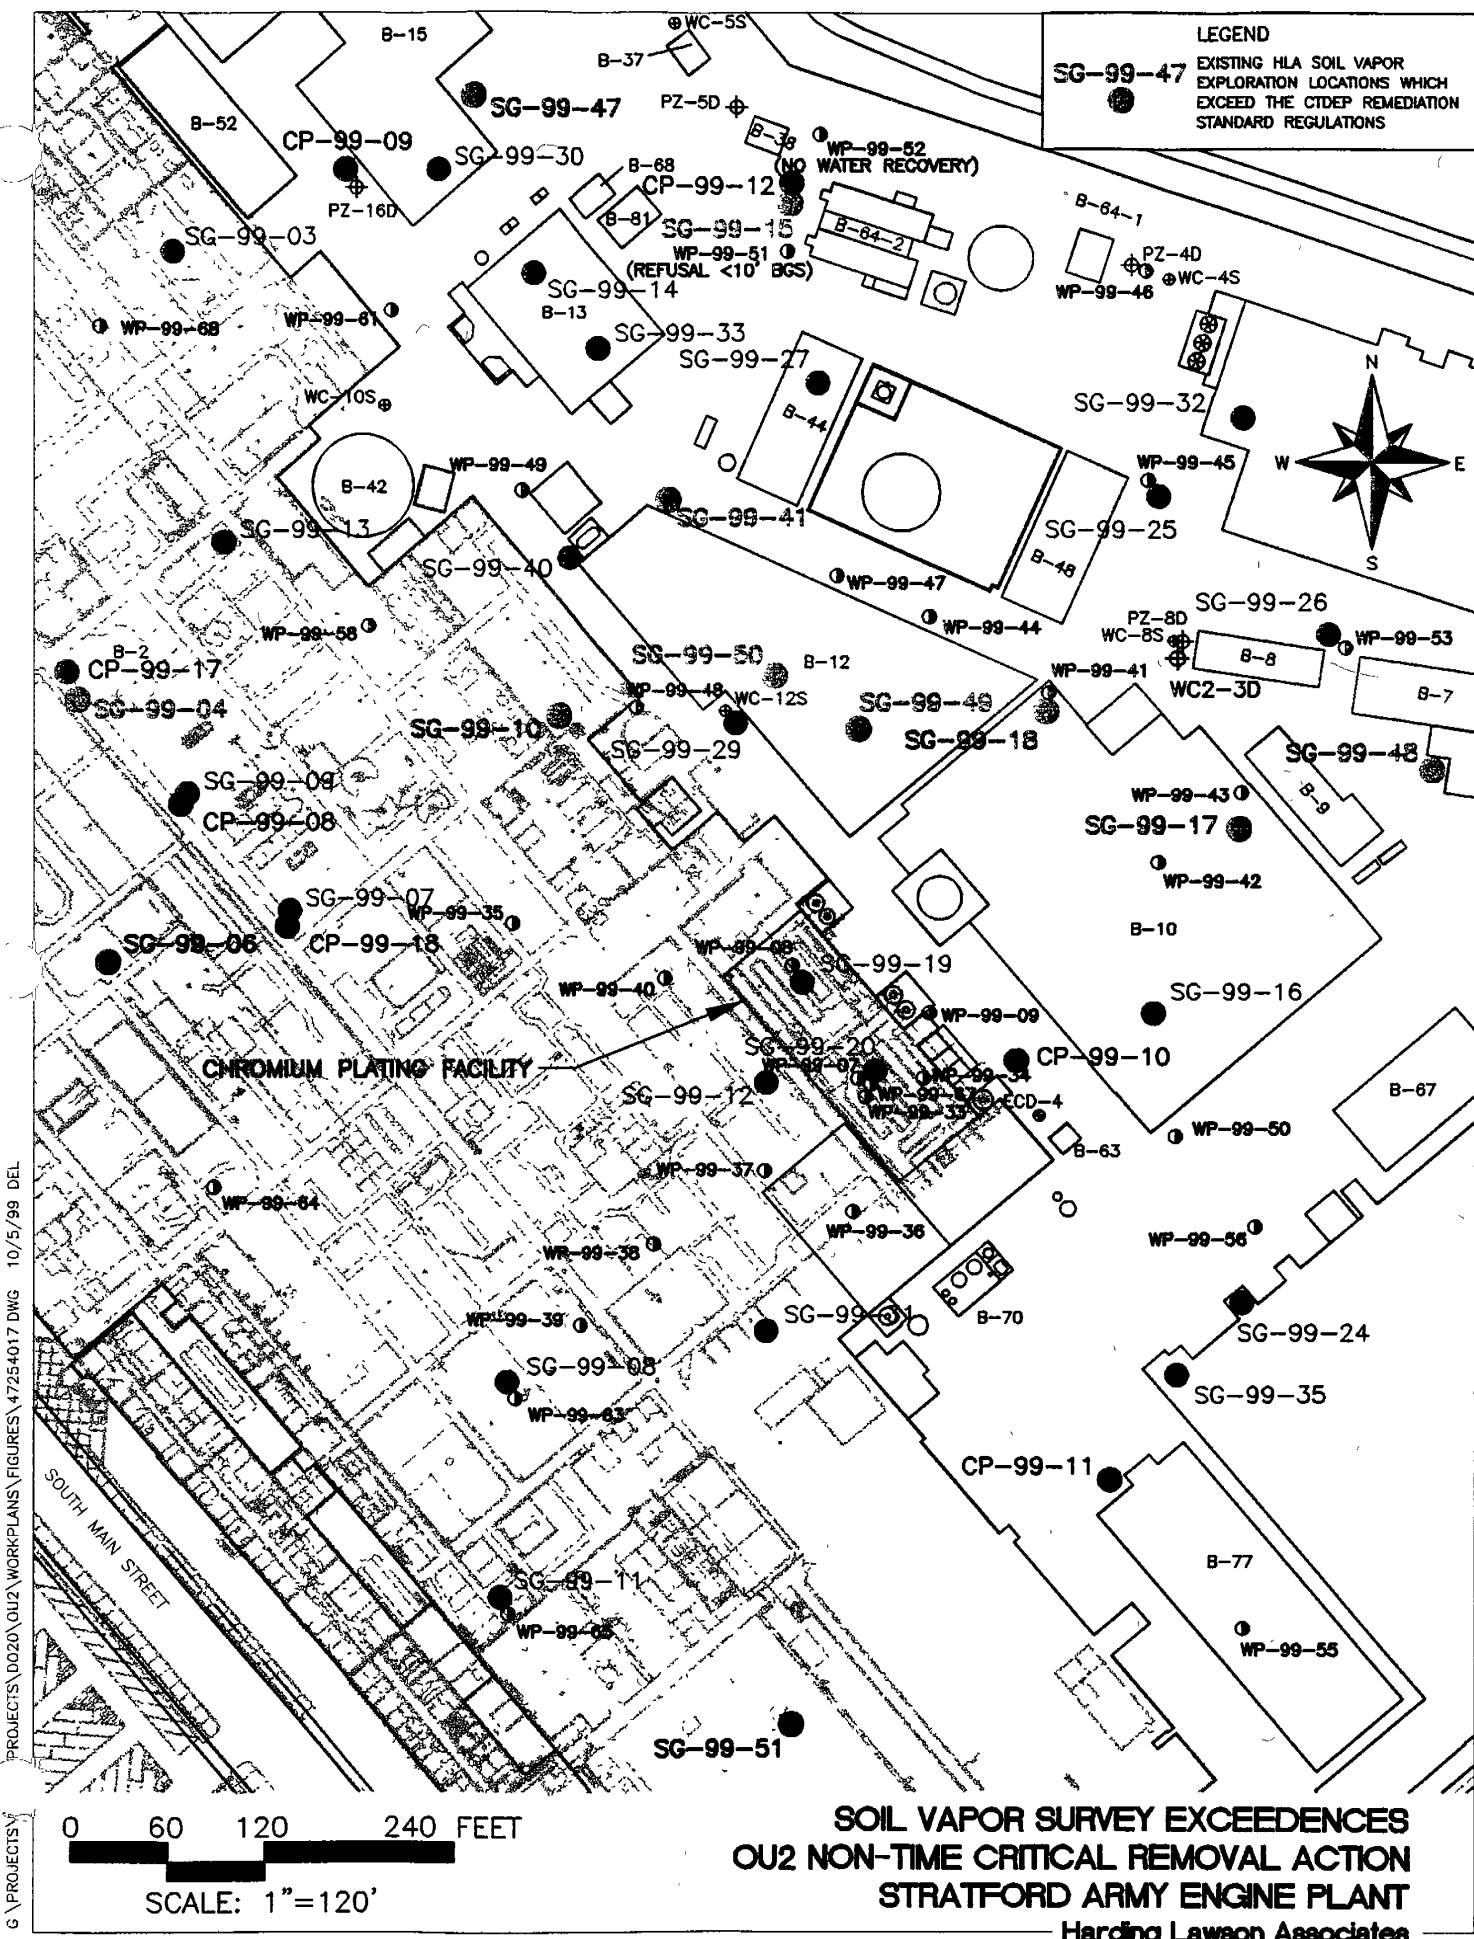 LEGEND
SG-99-47
EXISTING HLA SOIL VAPOR
EXPLORATION LOCATIONS WHICH
EXCEED THE CTDEP REMEDIATION
STANDARD REGULATIONS
WC-5S
B-15
B-37
SG-99-47
PZ-5D
B-52
B-38
WP-99-52
(NO WATER RECOVERY)
CP-99-09
SG-99-30
B-68
CP-99-12
PZ-16D
B-81
SG-99-15
B-64-2
B-64-1
SG-99-03
WP-99-51
(REFUSAL <10' BGS)
PZ-4D
WC-4S
WP-99-46
SG-99-14
B-13
WP-99-68
WP-99-61
SG-99-33
SG-99-27
N
WC-10S
B-44
SG-99-32
W
E
S
WP-99-49
WP-99-45
B-42
SG-99-13
SG-99-41
SG-99-25
SG-99-40
B-48
WP-99-47
SG-99-26
WP-99-58
WP-99-44
PZ-8D
WC-8S
WP-99-53
B-2
CP-99-17
SG-99-50
B-12
B-8
WP-99-41
WC2-3D
B-7
SG-99-04
WP-99-48
WC-12S
SG-99-49
SG-99-10
SG-99-18
SG-99-29
SG-99-48
SG-99-09
WP-99-43
B-9
CP-99-08
SG-99-17
WP-99-42
SG-99-07
WP-99-35
B-10
SG-99-06
CP-99-18
WP-99-08
SG-99-19
WP-99-40
SG-99-16
WP-99-09
CHROMIUM PLATING FACILITY
SG-99-20
CP-99-10
WP-99-07
WP-99-34
SG-99-12
B-67
ECD-4
WP-99-33
WP-99-50
B-63
WP-99-37
WP-99-64
WP-99-36
WP-99-56
WP-99-38
SG-99-24
WP-99-39
B-70
SG-99-08
SG-99-35
WP-99-63
CP-99-11
SOUTH MAIN STREET
B-77
SG-99-11
WP-99-65
WP-99-55
SG-99-51
0 60 120 240 FEET
SCALE: 1"=120'
SOIL VAPOR SURVEY EXCEEDENCES
OU2 NON-TIME CRITICAL REMOVAL ACTION
STRATFORD ARMY ENGINE PLANT
Harding Lawson Associates
G \PROJECTS\
PROJECTS\D020\OU2\WORKPLANS\FIGURES\47254017 DWG 10/5/99 DEL